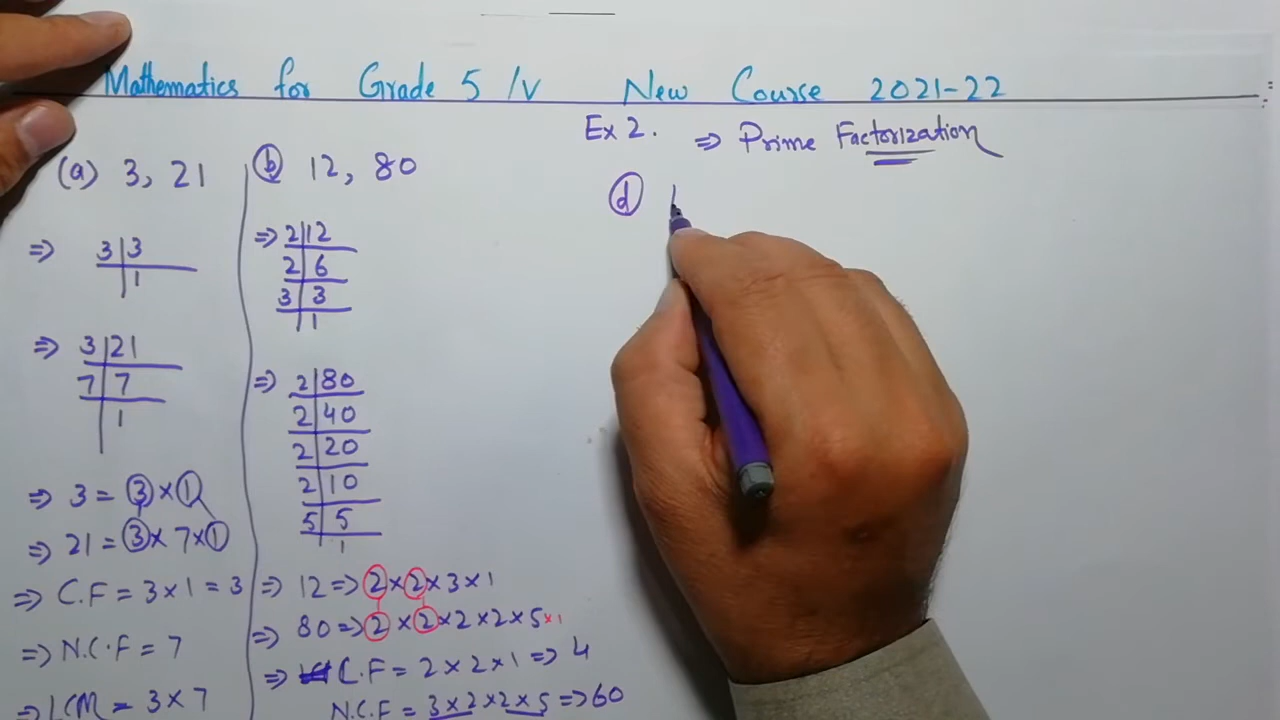 Mathematics for Grade 5 /V New Course 2021-22
Ex 2. ⇒ Prime Factorization
(a) 3, 21
⇒ 3|3
1
⇒ 3|21
7|7
1
⇒ 3 = 3 × 1
⇒ 21 = 3 × 7 × 1
⇒ C.F = 3 × 1 = 3
⇒ N.C.F = 7
⇒ LCM = 3 × 7
(b) 12, 80
⇒ 2|12
2|6
3|3
1
⇒ 2|80
2|40
2|20
2|10
5|5
1
⇒ 12 ⇒ 2 × 2 × 3 × 1
⇒ 80 ⇒ 2 × 2 × 2 × 2 × 5 × 1
⇒ C.F = 2 × 2 × 1 ⇒ 4
N.C.F = 3 × 2 × 2 × 5 ⇒ 60
(d)